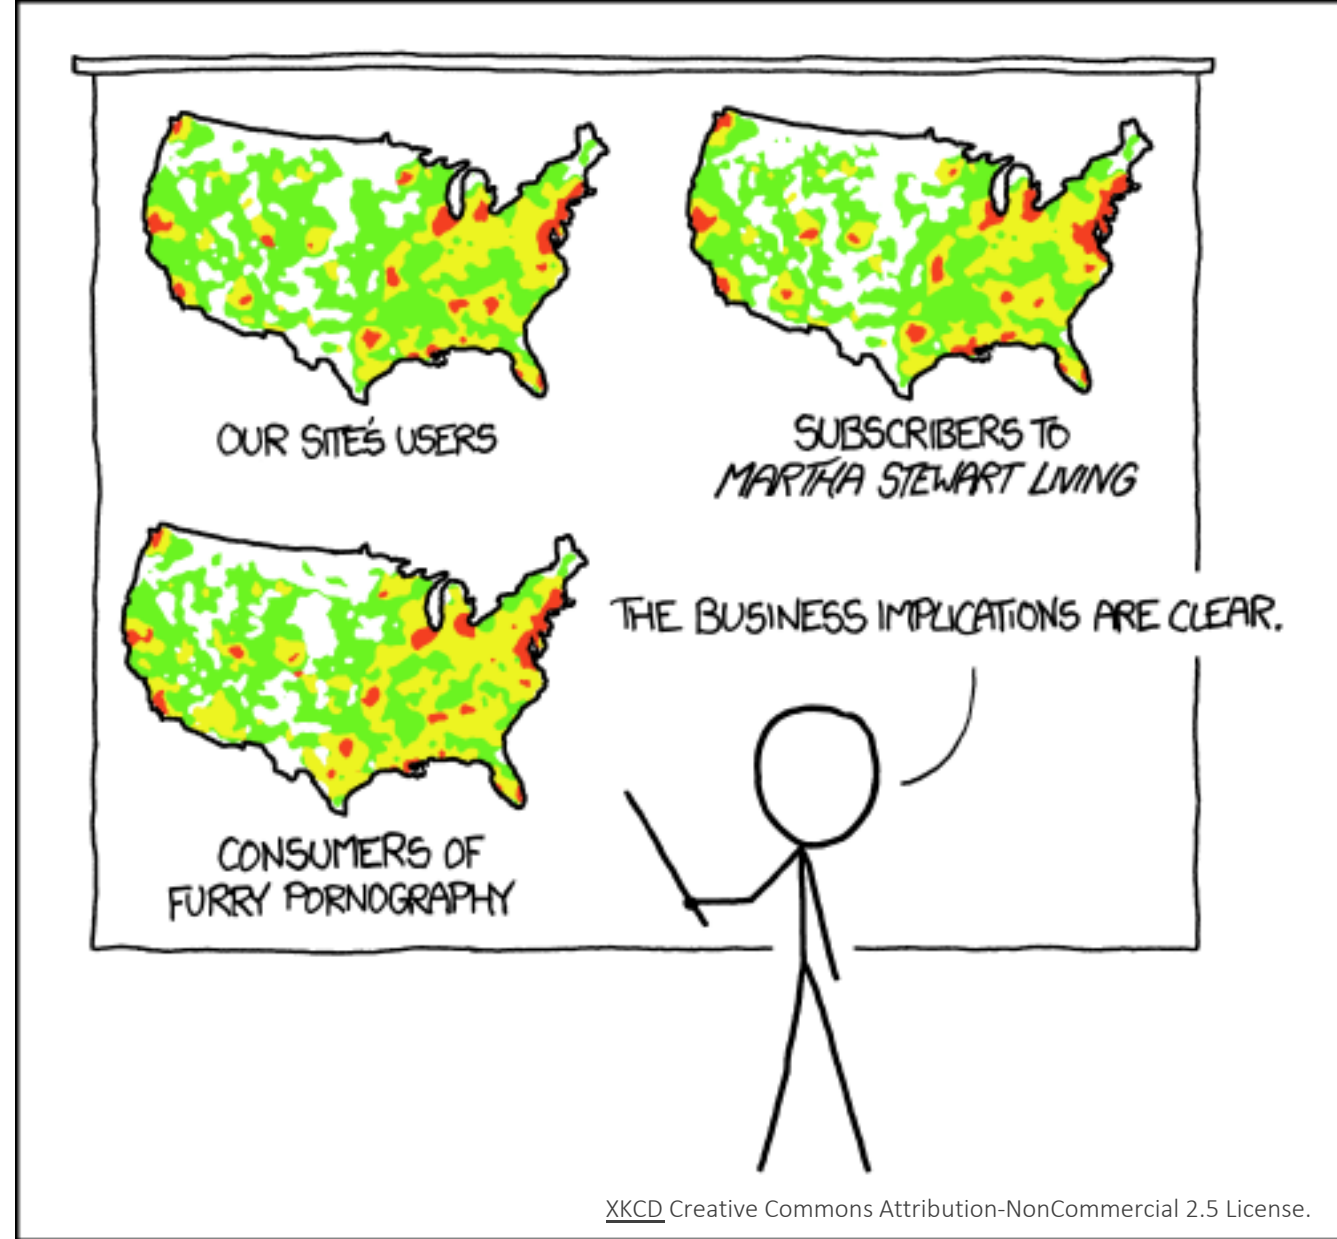 OUR SITE'S USERS
SUBSCRIBERS TO
MARTHA STEWART LIVING
CONSUMERS OF
FURRY PORNOGRAPHY
THE BUSINESS IMPLICATIONS ARE CLEAR.
XKCD Creative Commons Attribution-NonCommercial 2.5 License.